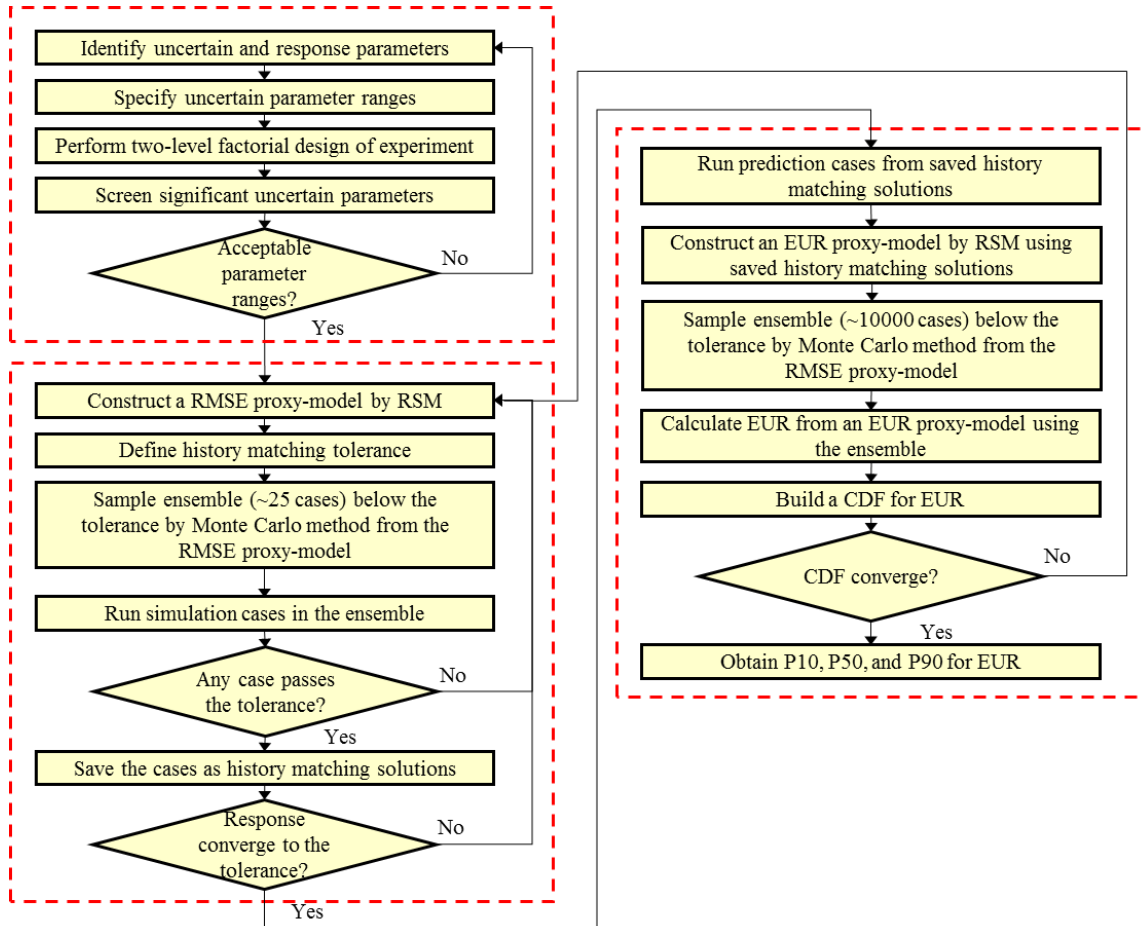 Identify uncertain and response parameters
Specify uncertain parameter ranges
Perform two-level factorial design of experiment
Screen significant uncertain parameters
Acceptable
parameter
ranges?
No
Yes
Construct a RMSE proxy-model by RSM
Define history matching tolerance
Sample ensemble (~25 cases) below the
tolerance by Monte Carlo method from the
RMSE proxy-model
Run simulation cases in the ensemble
Any case passes
the tolerance?
No
Yes
Save the cases as history matching solutions
Response
converge to the
tolerance?
No
Yes
Run prediction cases from saved history
matching solutions
Construct an EUR proxy-model by RSM using
saved history matching solutions
Sample ensemble (~10000 cases) below the
tolerance by Monte Carlo method from the
RMSE proxy-model
Calculate EUR from an EUR proxy-model using
the ensemble
Build a CDF for EUR
CDF converge?
No
Yes
Obtain P10, P50, and P90 for EUR